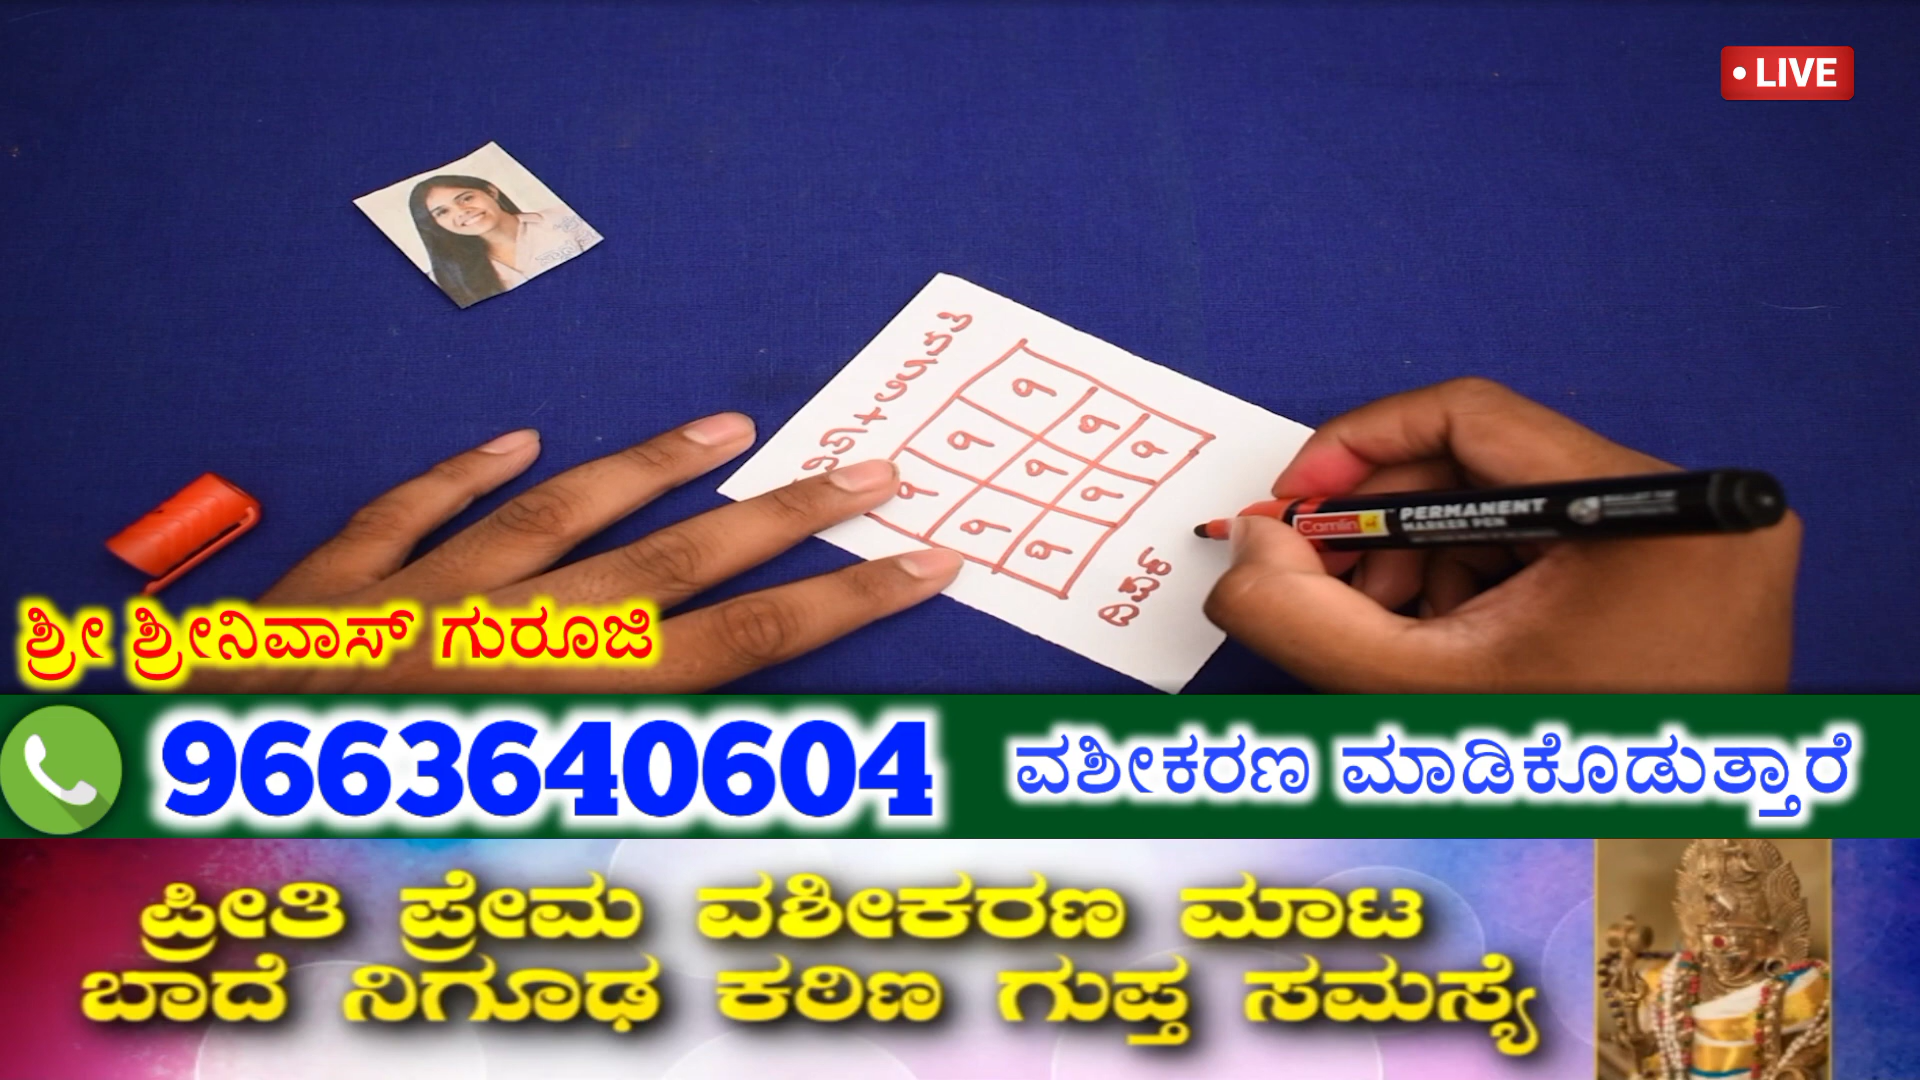 LIVE
Camlin PERMANENT
MARKER PEN
ಶ್ರೀ ಶ್ರೀನಿವಾಸ್ ಗುರೂಜಿ
9663640604 ವಶೀಕರಣ ಮಾಡಿಕೊಡುತ್ತಾರೆ
ಪ್ರೀತಿ ಪ್ರೇಮ ವಶೀಕರಣ ಮಾಟ
ಬಾದೆ ನಿಗೂಢ ಕಠಿಣ ಗುಪ್ತ ಸಮಸ್ಯೆ